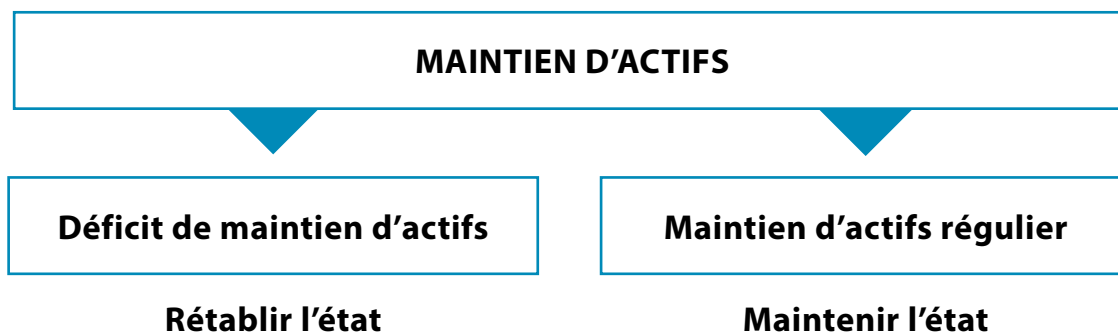 MAINTIEN D’ACTIFS
Déficit de maintien d’actifs
Maintien d’actifs régulier
Rétablir l’état
Maintenir l’état